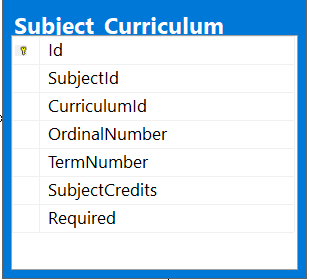 Subject_Curriculum
Id
SubjectId
CurriculumId
OrdinalNumber
TermNumber
SubjectCredits
Required